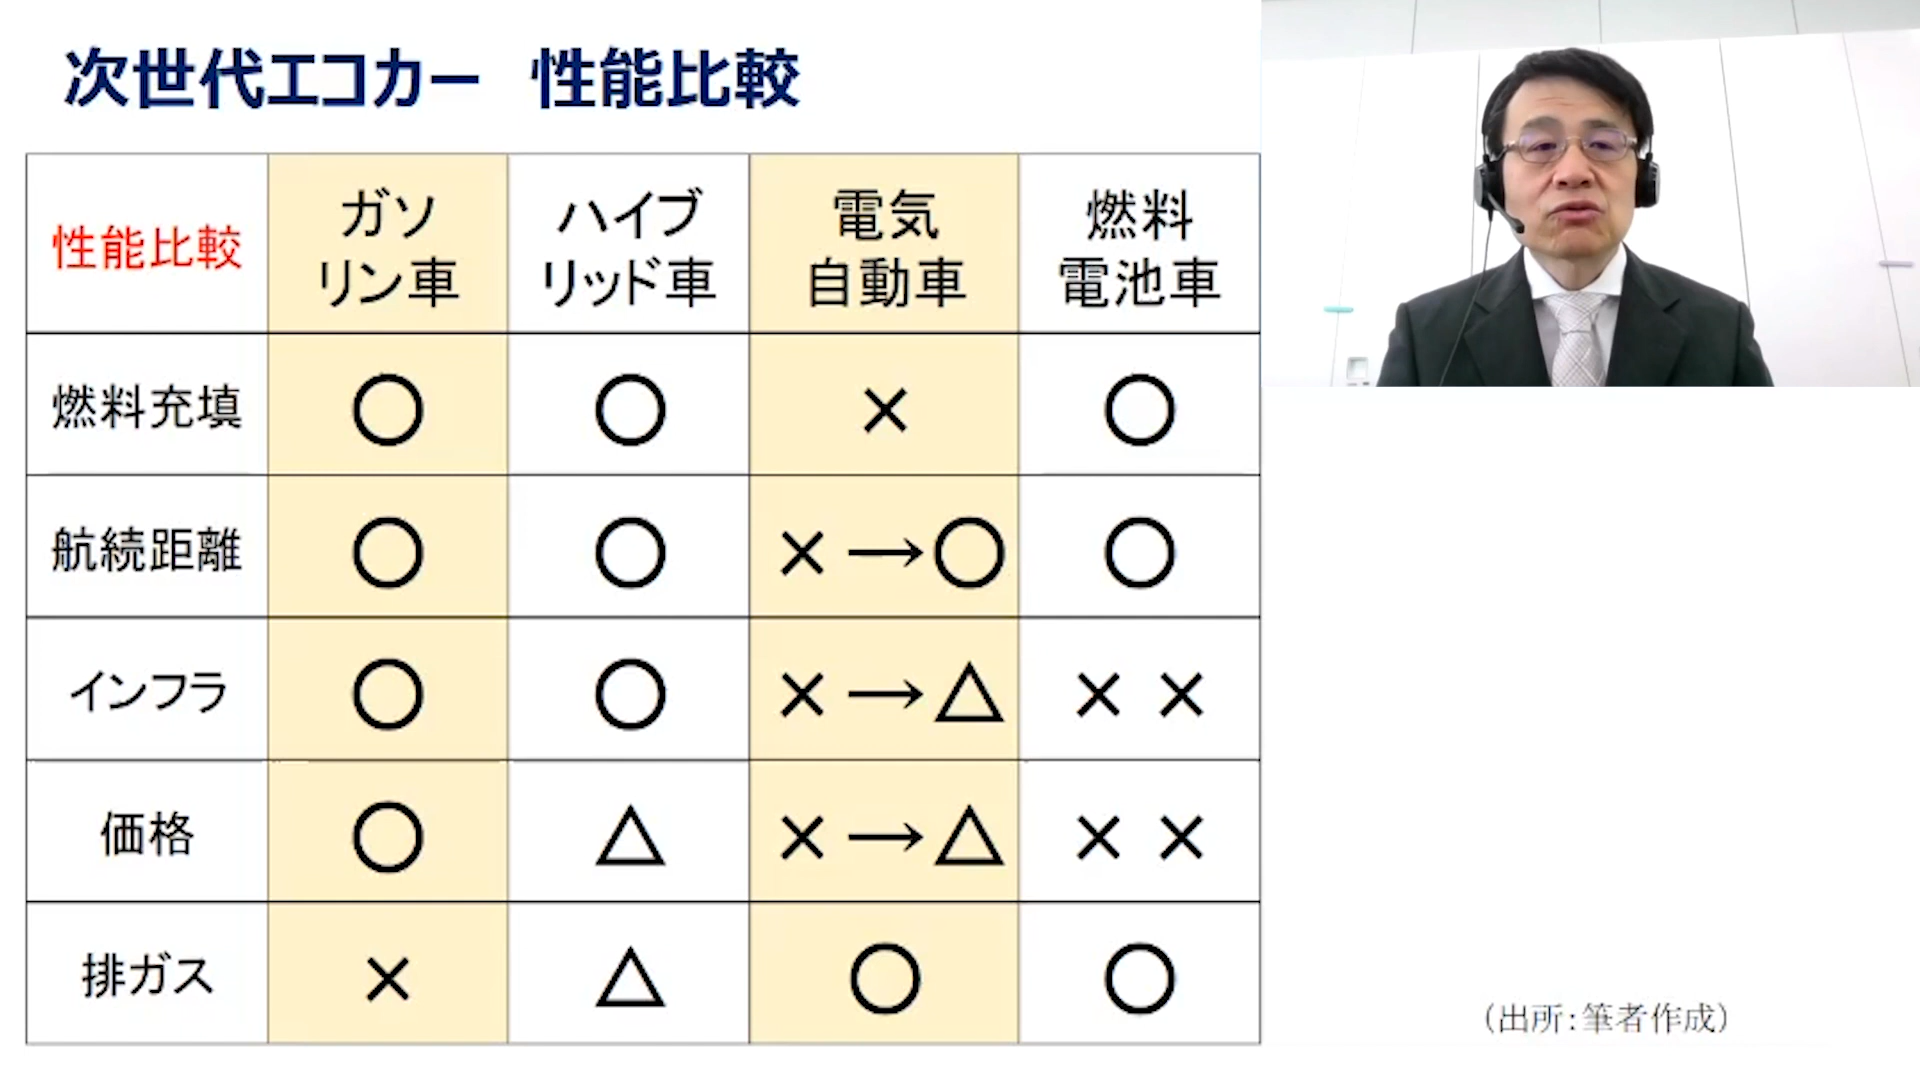 次世代エコカー　性能比較
性能比較
ガソ
リン車
ハイブ
リッド車
電気
自動車
燃料
電池車
燃料充填 ○ ○ × ○
航続距離 ○ ○ ×→○ ○
インフラ ○ ○ ×→△ × ×
価格 ○ △ ×→△ × ×
排ガス × △ ○ ○
（出所：筆者作成）